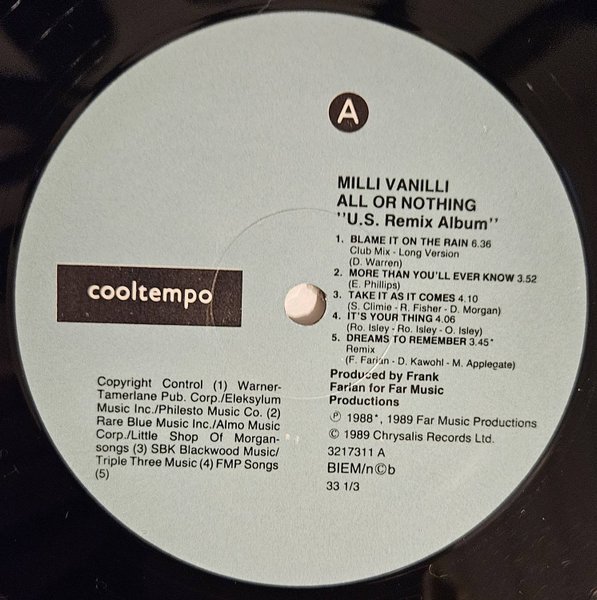 A
MILLI VANILLI
ALL OR NOTHING
"U.S. Remix Album"
1. BLAME IT ON THE RAIN 6.36
Club Mix - Long Version
(D. Warren)
2. MORE THAN YOU'LL EVER KNOW 3.52
(E. Phillips)
3. TAKE IT AS IT COMES 4.10
(S. Climie - R. Fisher - D. Morgan)
4. IT'S YOUR THING 4.06
(Ro. Isley - Ro. Isley - O. Isley)
5. DREAMS TO REMEMBER 3.45*
Remix
(F. Farian - D. Kawohl - M. Applegate)
Produced by Frank
Farian for Far Music
Productions
℗ 1988*, 1989 Far Music Productions
© 1989 Chrysalis Records Ltd.
3217311 A
BIEM/n©b
33 1/3
cooltempo
Copyright Control (1) Warner-
Tamerlane Pub. Corp./Eleksylum
Music Inc./Philesto Music Co. (2)
Rare Blue Music Inc./Almo Music
Corp./Little Shop Of Morgan-
songs (3) SBK Blackwood Music/
Triple Three Music (4) FMP Songs
(5)